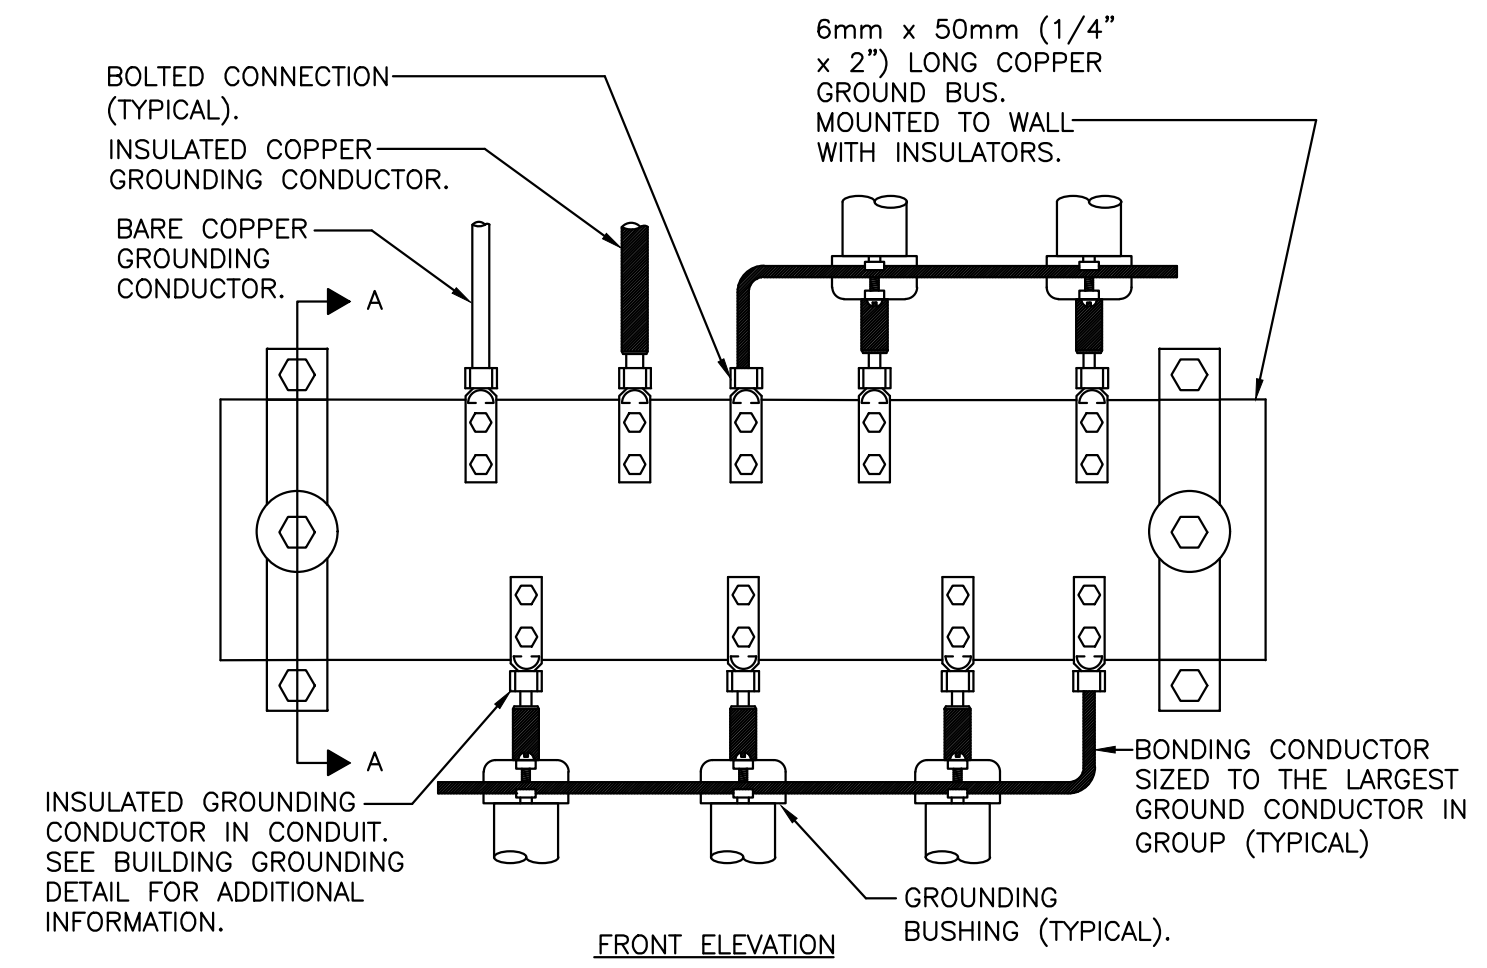 6mm x 50mm (1/4"
x 2") LONG COPPER
GROUND BUS.
MOUNTED TO WALL
WITH INSULATORS.
BOLTED CONNECTION
(TYPICAL).
INSULATED COPPER
GROUNDING CONDUCTOR.
BARE COPPER
GROUNDING
CONDUCTOR.
A
A
INSULATED GROUNDING
CONDUCTOR IN CONDUIT.
SEE BUILDING GROUNDING
DETAIL FOR ADDITIONAL
INFORMATION.
BONDING CONDUCTOR
SIZED TO THE LARGEST
GROUND CONDUCTOR IN
GROUP (TYPICAL)
GROUNDING
BUSHING (TYPICAL).
FRONT ELEVATION